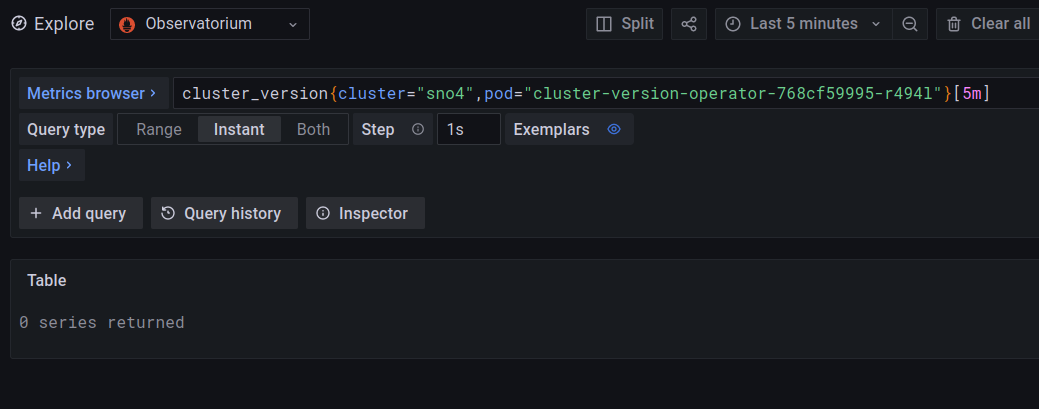 Explore Observatorium Split Last 5 minutes Clear all
Metrics browser > cluster_version{cluster="sno4",pod="cluster-version-operator-768cf59995-r494l"}[5m]
Query type Range Instant Both Step 1s Exemplars
Help >
+ Add query Query history Inspector
Table
0 series returned